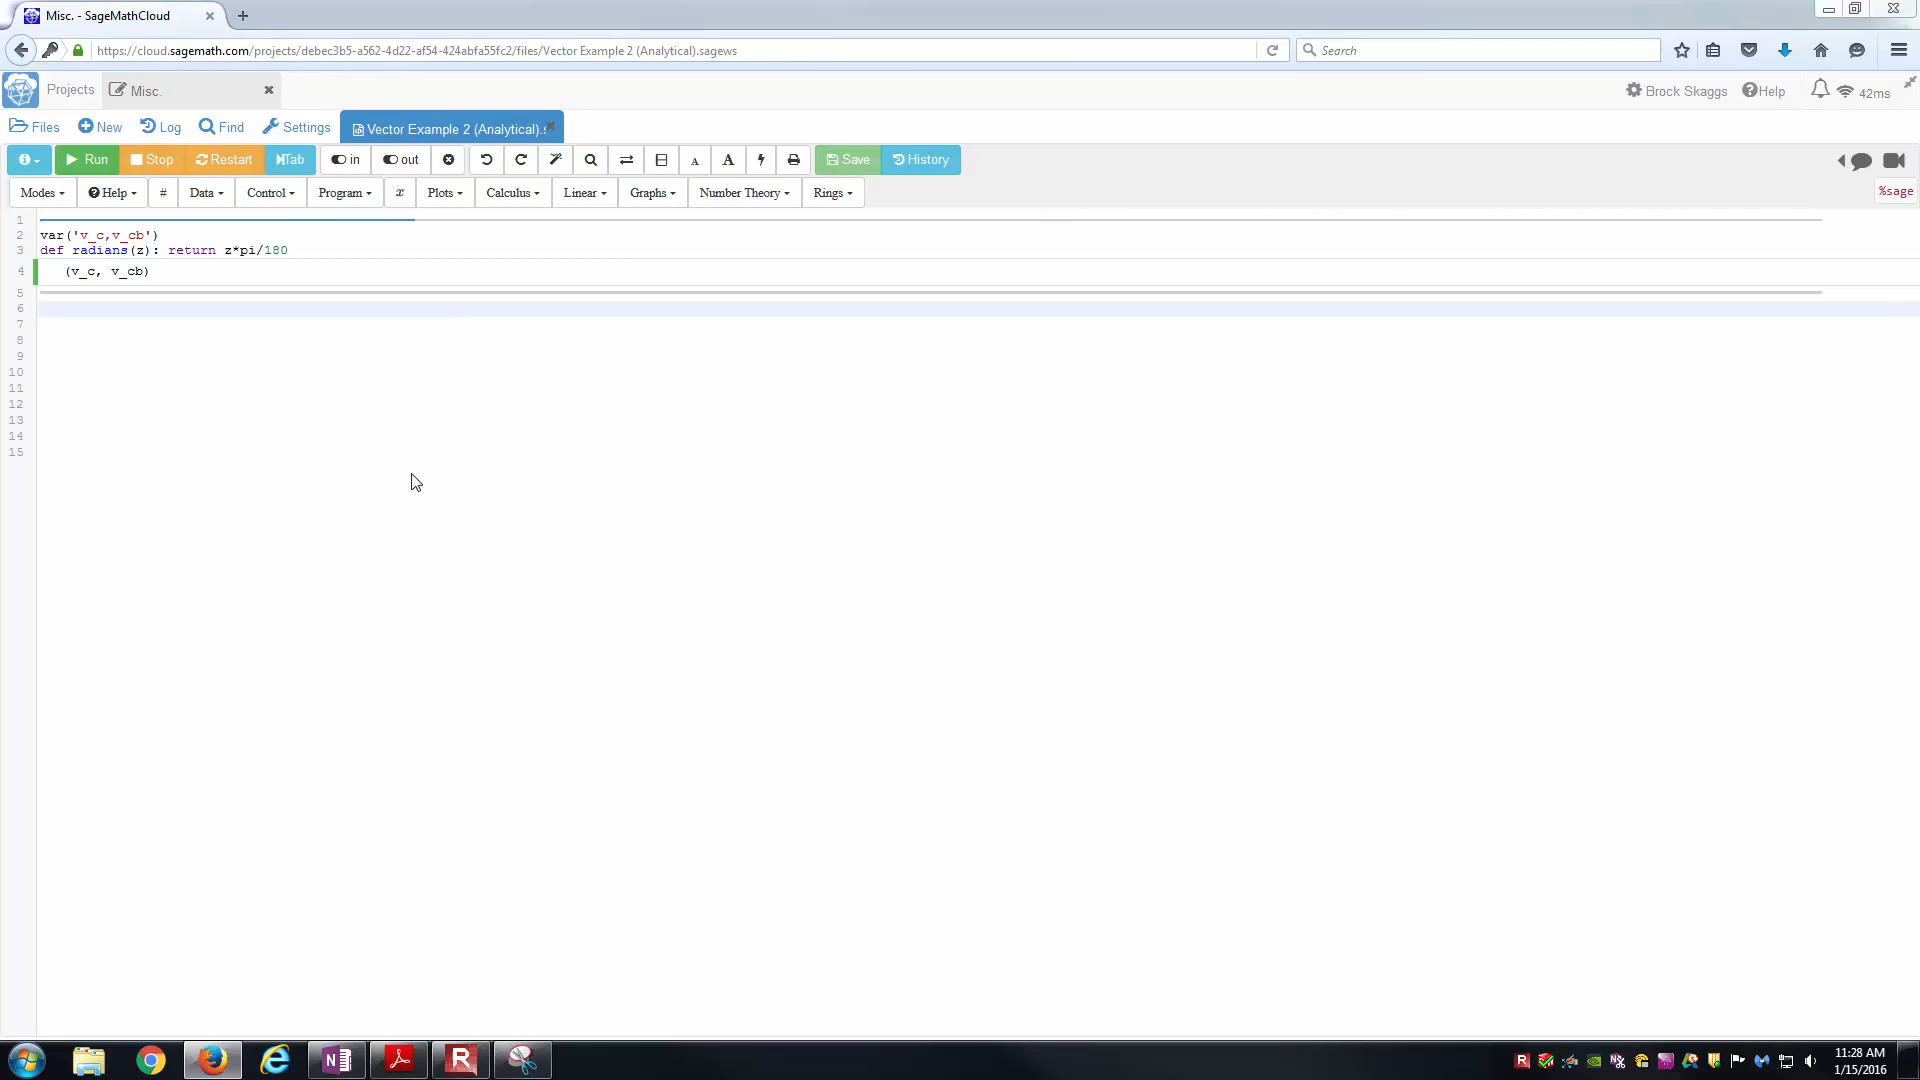 Misc. - SageMathCloud
https://cloud.sagemath.com/projects/debec3b5-a562-4d22-af54-424abfa55fc2/files/Vector Example 2 (Analytical).sagews
Search
Projects
Misc.
Brock Skaggs
Help
42ms
Files
New
Log
Find
Settings
Vector Example 2 (Analytical).s
Run
Stop
Restart
Tab
in
out
A
A
Save
History
Modes
Help
#
Data
Control
Program
x
Plots
Calculus
Linear
Graphs
Number Theory
Rings
%sage
1
2 var('v_c,v_cb')
3 def radians(z): return z*pi/180
4 (v_c, v_cb)
5
6
7
8
9
10
11
12
13
14
15
11:28 AM
1/15/2016